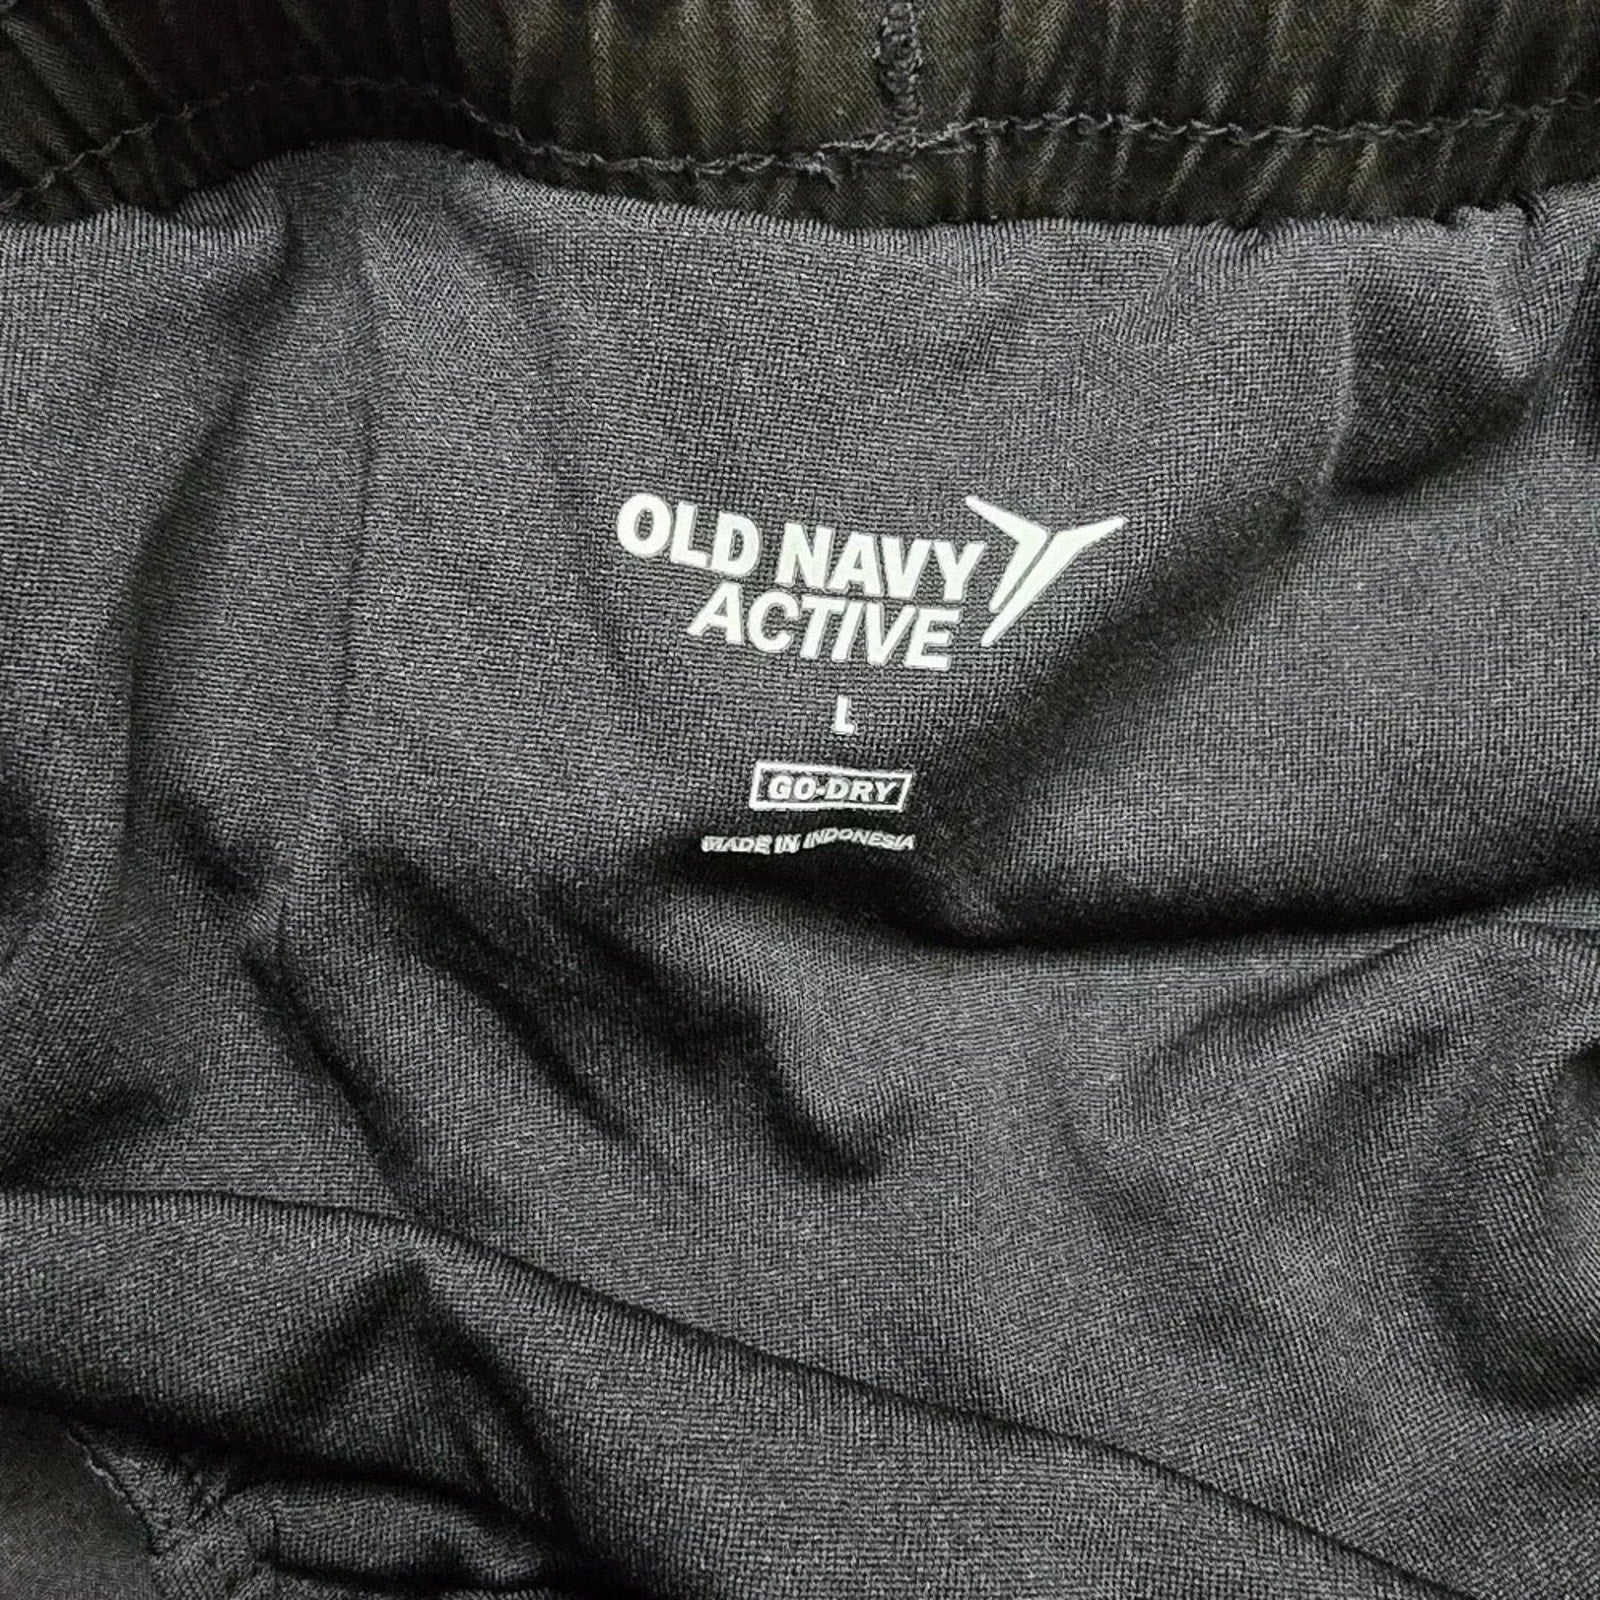 OLD NAVY
ACTIVE
L
GO-DRY
MADE IN INDONESIA